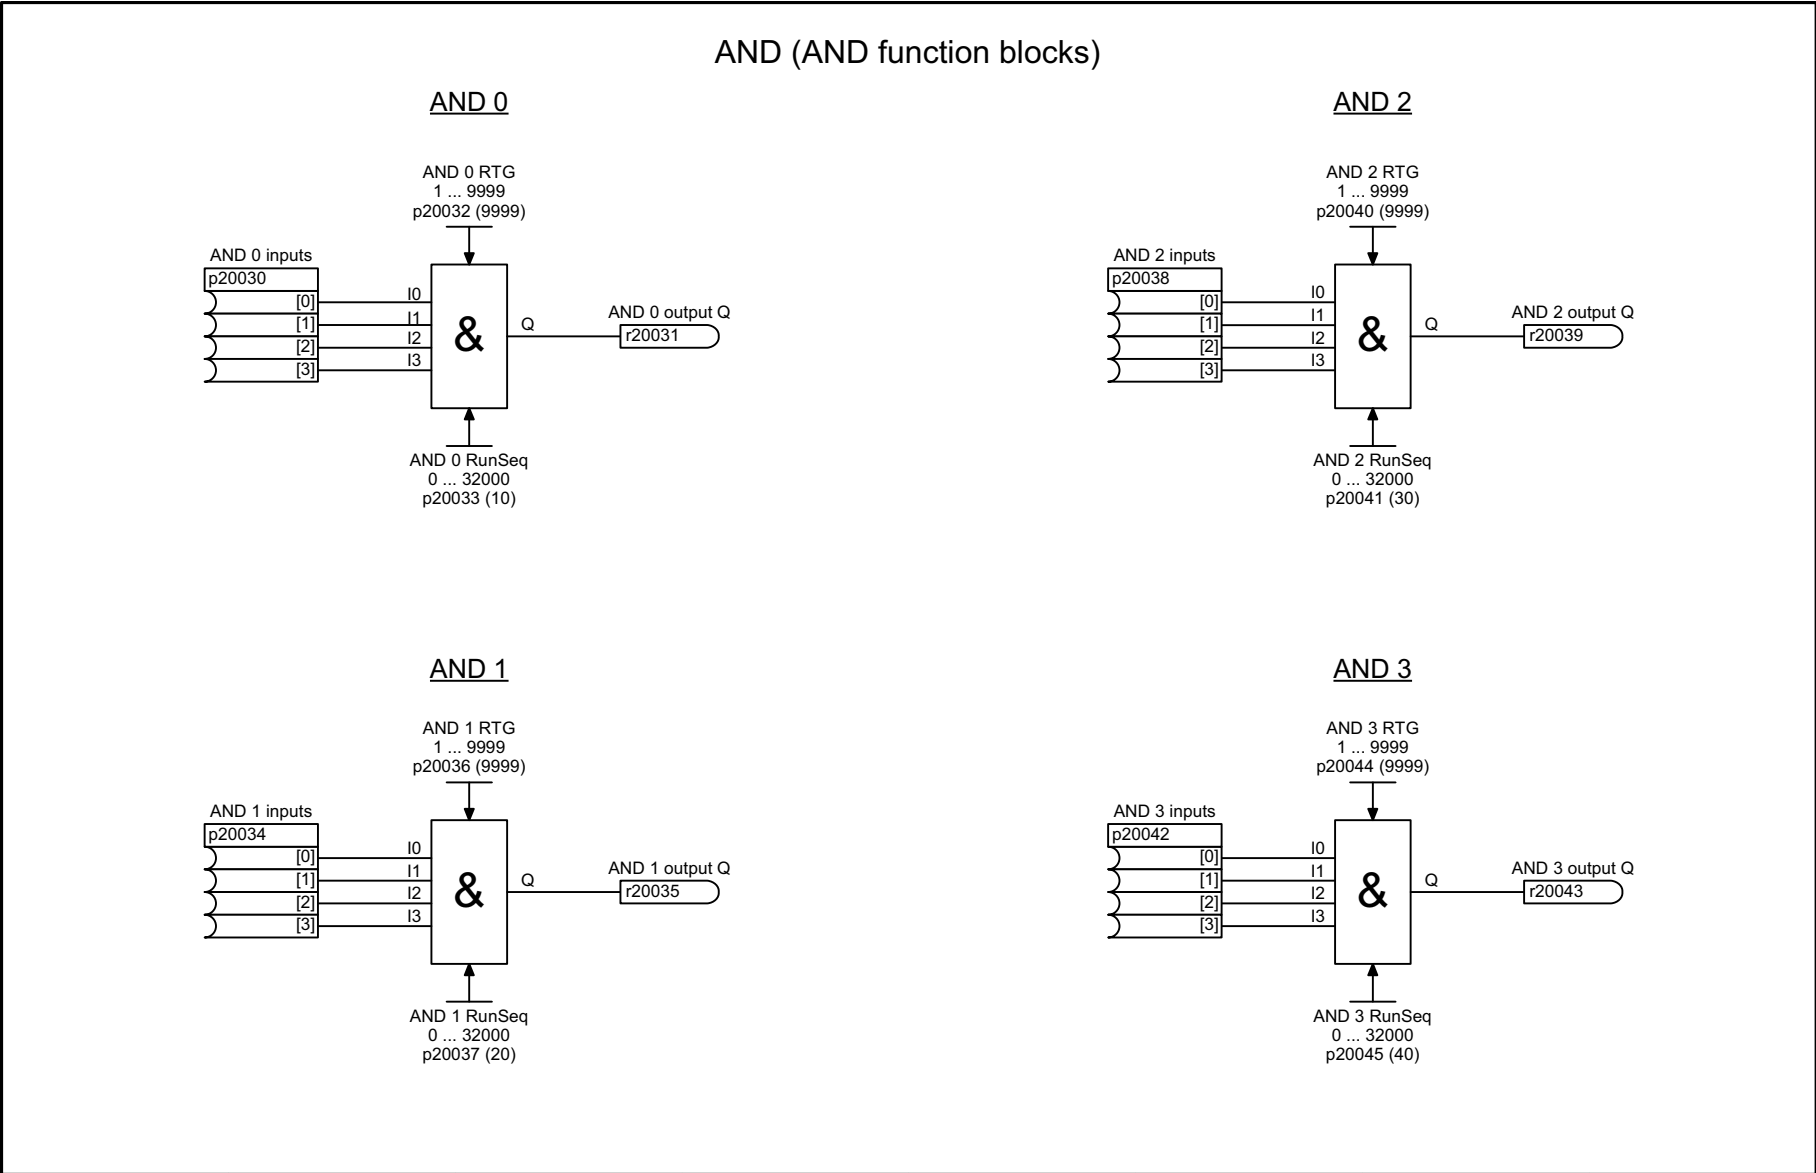 AND (AND function blocks)
AND 0
AND 0 RTG
1 ... 9999
p20032 (9999)
AND 0 inputs
p20030
[0] I0
[1] I1
[2] I2
[3] I3
&
Q
AND 0 output Q
r20031
AND 0 RunSeq
0 ... 32000
p20033 (10)
AND 2
AND 2 RTG
1 ... 9999
p20040 (9999)
AND 2 inputs
p20038
[0] I0
[1] I1
[2] I2
[3] I3
&
Q
AND 2 output Q
r20039
AND 2 RunSeq
0 ... 32000
p20041 (30)
AND 1
AND 1 RTG
1 ... 9999
p20036 (9999)
AND 1 inputs
p20034
[0] I0
[1] I1
[2] I2
[3] I3
&
Q
AND 1 output Q
r20035
AND 1 RunSeq
0 ... 32000
p20037 (20)
AND 3
AND 3 RTG
1 ... 9999
p20044 (9999)
AND 3 inputs
p20042
[0] I0
[1] I1
[2] I2
[3] I3
&
Q
AND 3 output Q
r20043
AND 3 RunSeq
0 ... 32000
p20045 (40)